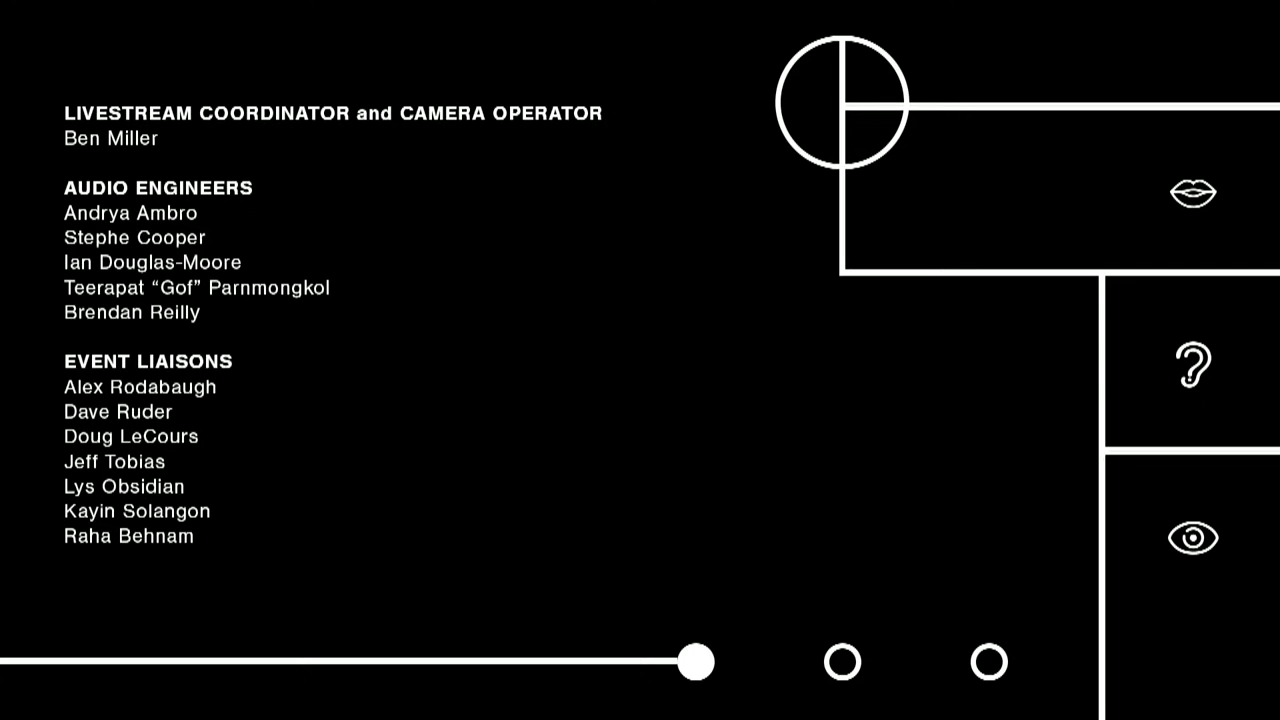 LIVESTREAM COORDINATOR and CAMERA OPERATOR
Ben Miller
AUDIO ENGINEERS
Andrya Ambro
Stephe Cooper
Ian Douglas-Moore
Teerapat “Gof” Parnmongkol
Brendan Reilly
EVENT LIAISONS
Alex Rodabaugh
Dave Ruder
Doug LeCours
Jeff Tobias
Lys Obsidian
Kayin Solangon
Raha Behnam